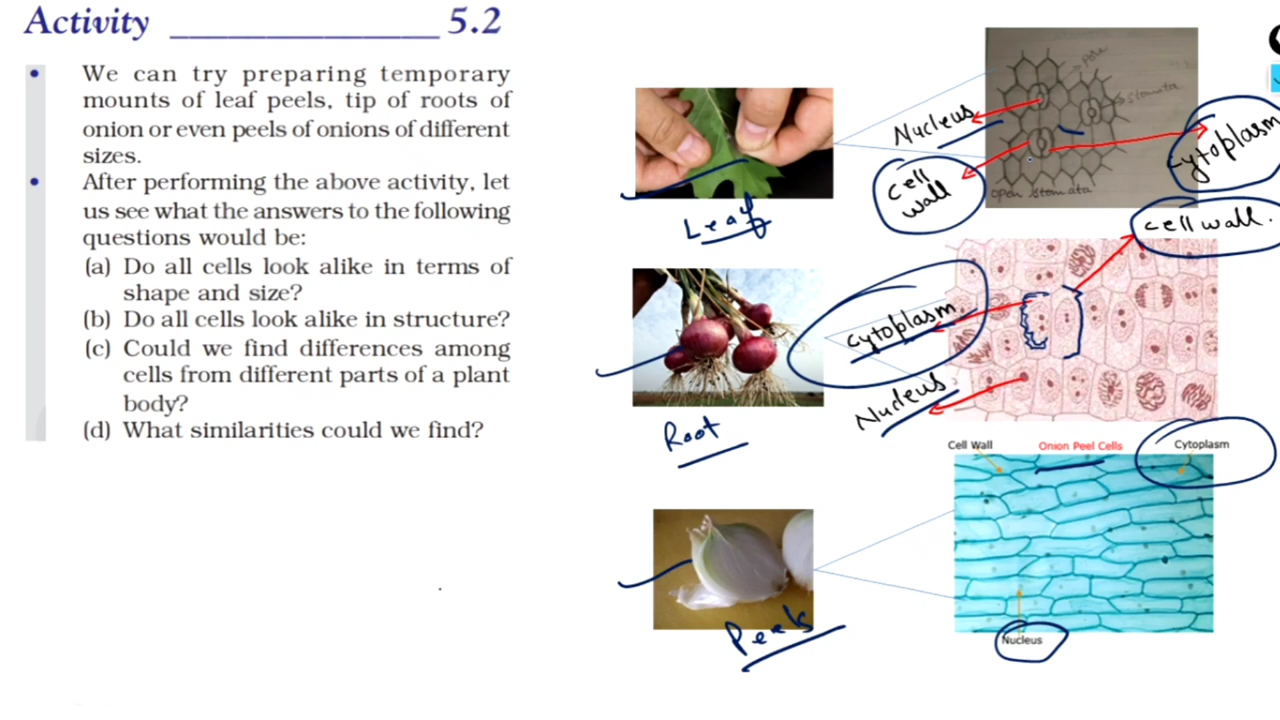 Activity ________________ 5.2
• We can try preparing temporary
mounts of leaf peels, tip of roots of
onion or even peels of onions of different
sizes.
• After performing the above activity, let
us see what the answers to the following
questions would be:
(a) Do all cells look alike in terms of
shape and size?
(b) Do all cells look alike in structure?
(c) Could we find differences among
cells from different parts of a plant
body?
(d) What similarities could we find?
Leaf
Nucleus
cell
wall
pore
stomata
open stomata
cytoplasm
cell wall.
Root
cytoplasm
Nucleus
Peels
Cell Wall
Onion Peel Cells
Cytoplasm
Nucleus